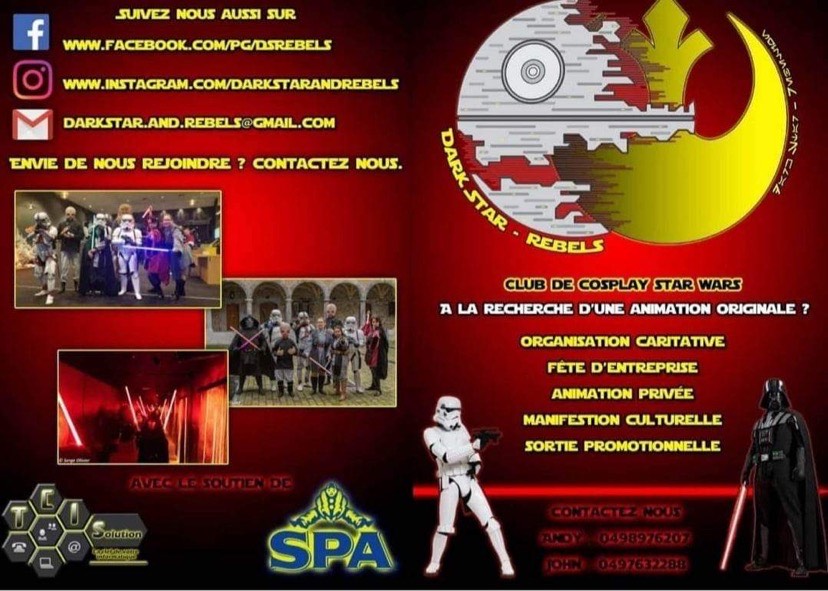 SUIVEZ NOUS AUSSI SUR
WWW.FACEBOOK.COM/PG/DSREBELS
WWW.INSTAGRAM.COM/DARKSTARANDREBELS
DARKSTAR.AND.REBELS@GMAIL.COM
ENVIE DE NOUS REJOINDRE ? CONTACTEZ NOUS.
© Serge Olivier
AVEC LE SOUTIEN DE
TCI
Solution
SPA
DARK STAR - REBELS
CLUB DE COSPLAY STAR WARS
A LA RECHERCHE D'UNE ANIMATION ORIGINALE ?
ORGANISATION CARITATIVE
FÊTE D'ENTREPRISE
ANIMATION PRIVÉE
MANIFESTION CULTURELLE
SORTIE PROMOTIONNELLE
CONTACTEZ NOUS
ANDY - 0498976207
JOHN - 0497632288